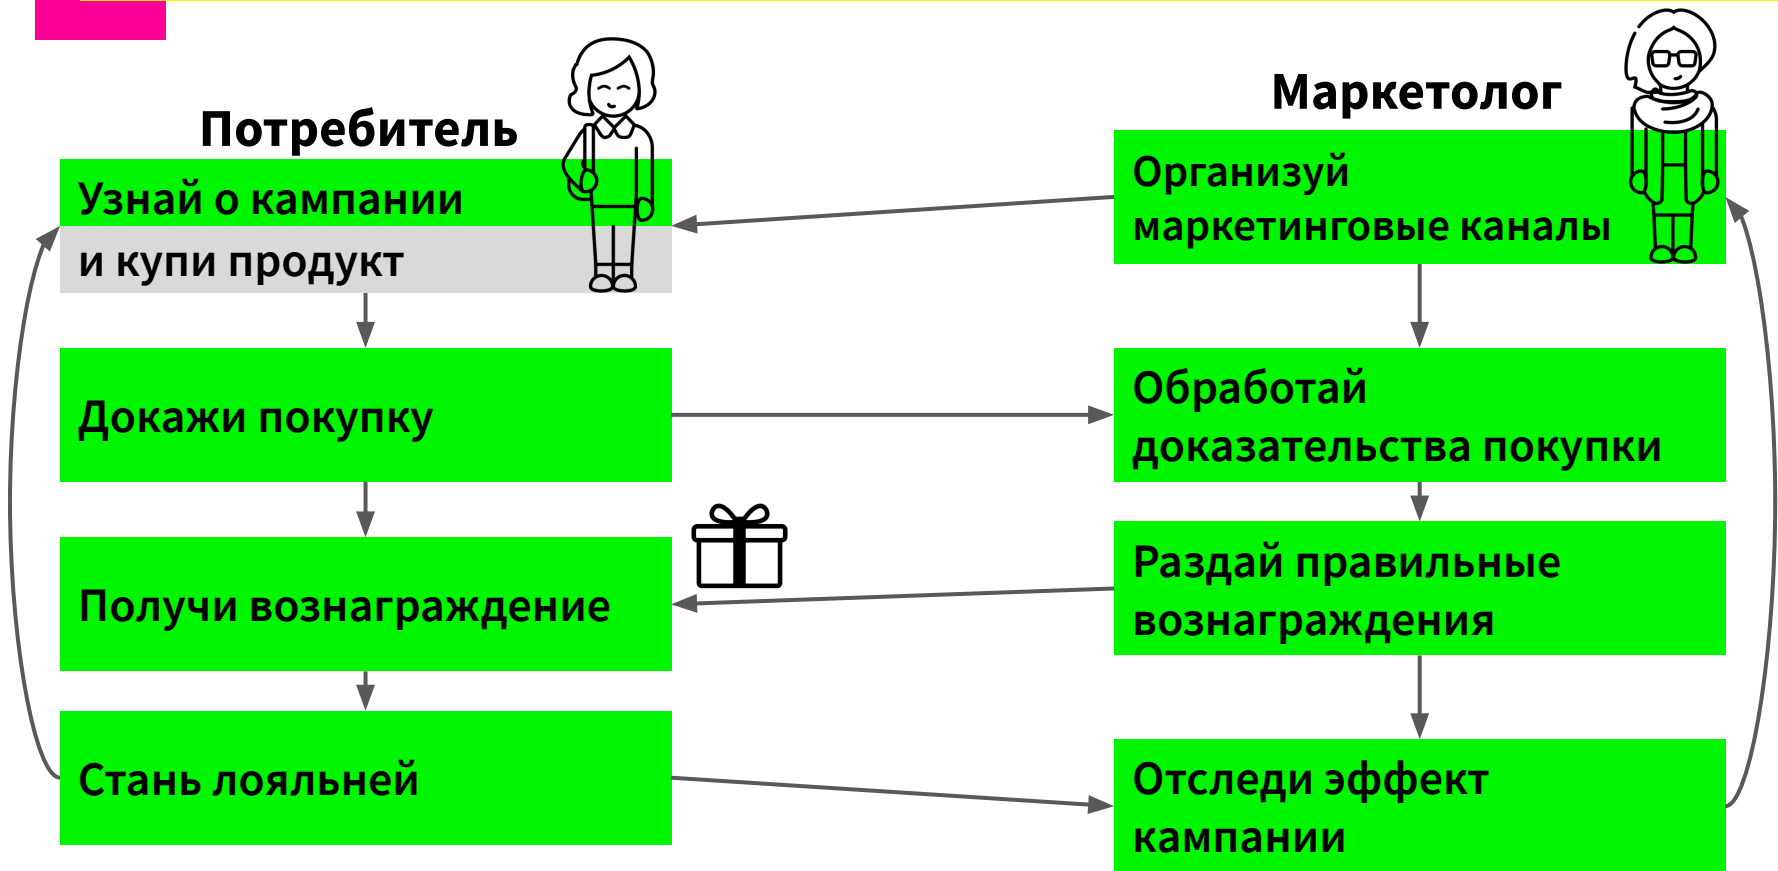 Потребитель
Узнай о кампании
и купи продукт
Докажи покупку
Получи вознаграждение
Стань лояльней
Маркетолог
Организуй
маркетинговые каналы
Обработай
доказательства покупки
Раздай правильные
вознаграждения
Отследи эффект
кампании